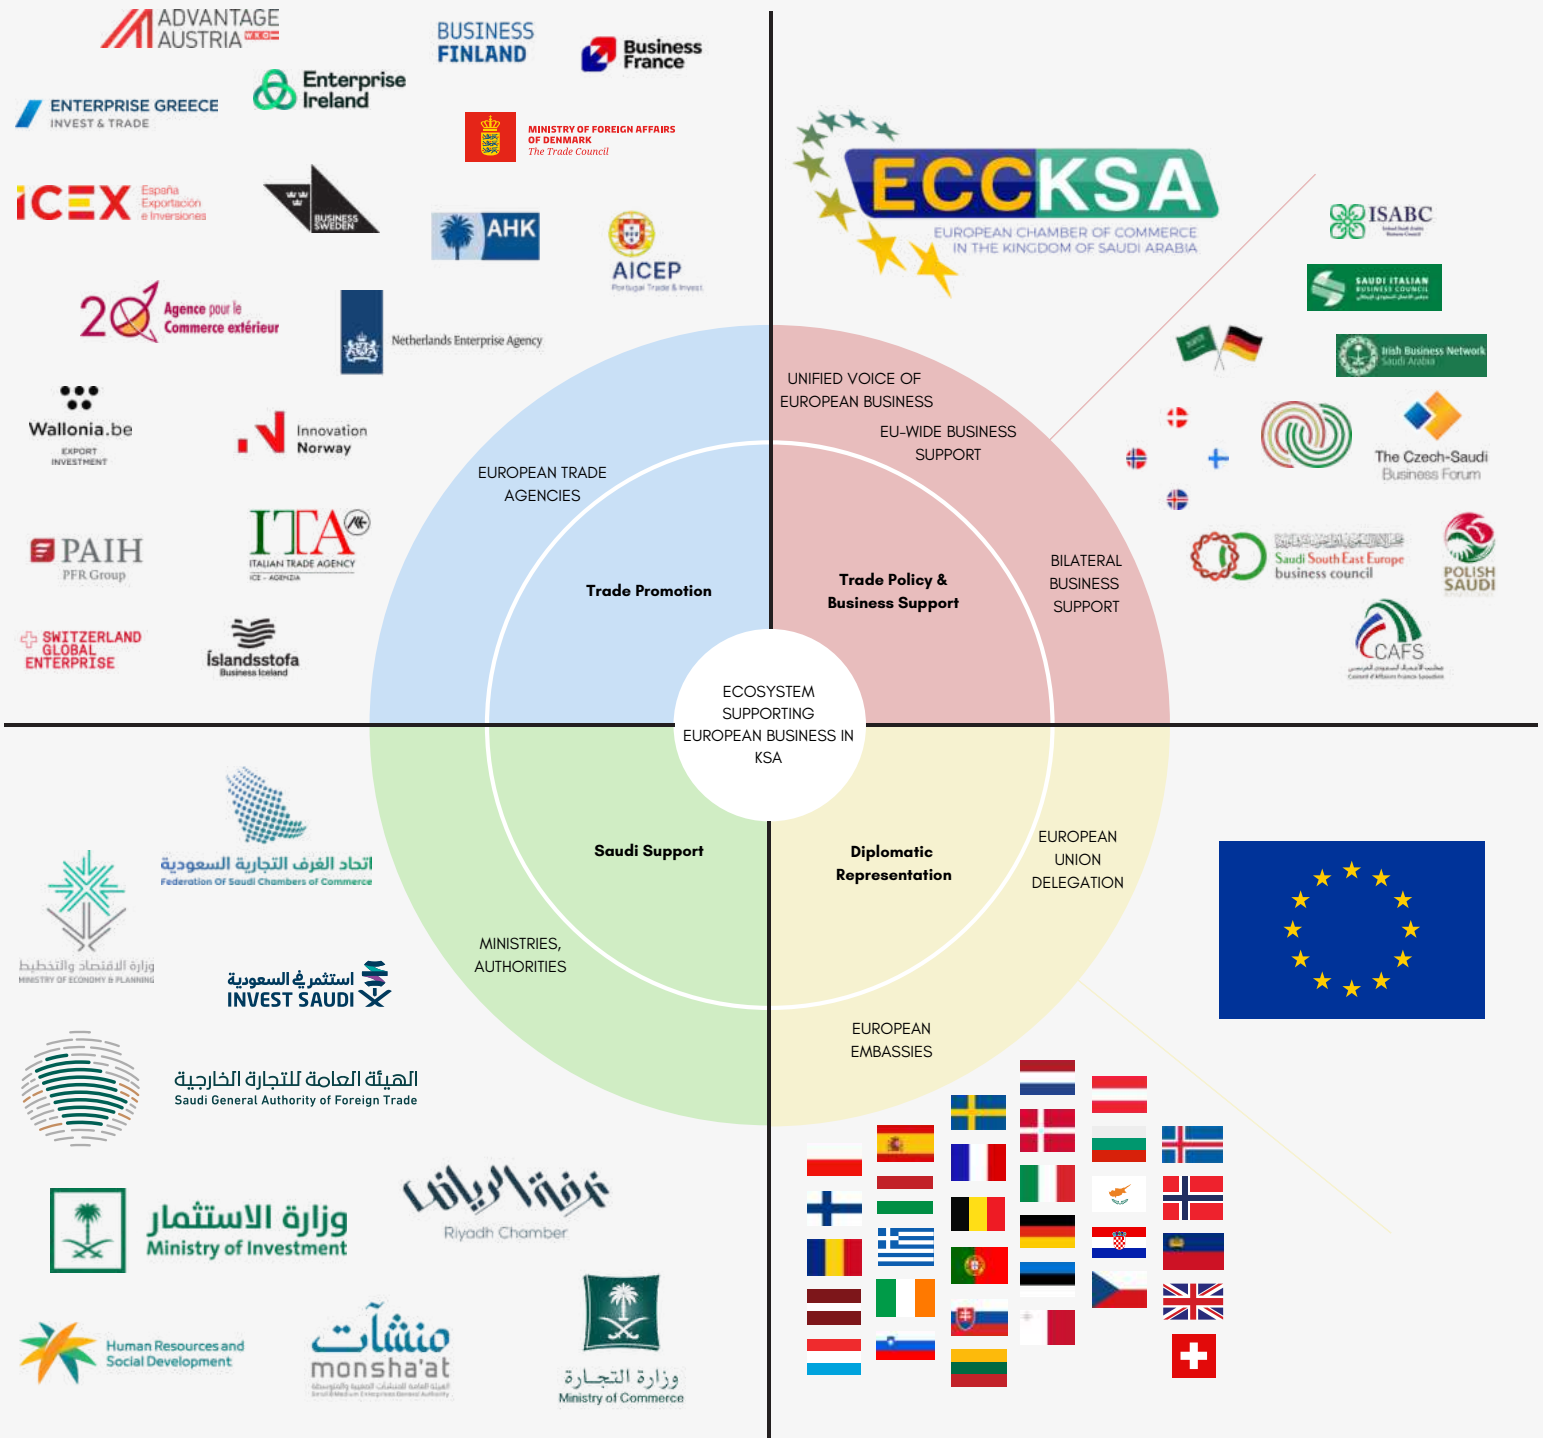 ADVANTAGE
AUSTRIA WKO
BUSINESS
FINLAND
Business
France
Enterprise
Ireland
ENTERPRISE GREECE
INVEST & TRADE
MINISTRY OF FOREIGN AFFAIRS
OF DENMARK
The Trade Council
ICEX
España
Exportación
e Inversiones
BUSINESS
SWEDEN
AHK
AICEP
Portugal Trade & Invest
20
Agence pour le
Commerce extérieur
Netherlands Enterprise Agency
Wallonia.be
EXPORT
INVESTMENT
Innovation
Norway
PAIH
PFR Group
ITA
ITALIAN TRADE AGENCY
ICE - AGENZIA
SWITZERLAND
GLOBAL
ENTERPRISE
Íslandsstofa
Business Iceland
EUROPEAN TRADE
AGENCIES
Trade Promotion
ECCKSA
EUROPEAN CHAMBER OF COMMERCE
IN THE KINGDOM OF SAUDI ARABIA
UNIFIED VOICE OF
EUROPEAN BUSINESS
EU-WIDE BUSINESS
SUPPORT
BILATERAL
BUSINESS
SUPPORT
Trade Policy &
Business Support
ISABC
SAUDI ITALIAN
BUSINESS COUNCIL
Irish Business Network
Saudi Arabia
The Czech-Saudi
Business Forum
Saudi South East Europe
business council
POLISH
SAUDI
CAFS
ECOSYSTEM
SUPPORTING
EUROPEAN BUSINESS IN
KSA
Saudi Support
MINISTRIES,
AUTHORITIES
اتحاد الغرف التجارية السعودية
Federation Of Saudi Chambers of Commerce
وزارة الاقتصاد والتخطيط
MINISTRY OF ECONOMY & PLANNING
استثمر في السعودية
INVEST SAUDI
الهيئة العامة للتجارة الخارجية
Saudi General Authority of Foreign Trade
وزارة الاستثمار
Ministry of Investment
غرفة الرياض
Riyadh Chamber
Human Resources and
Social Development
منشآت
monsha'at
وزارة التجارة
Ministry of Commerce
Diplomatic
Representation
EUROPEAN
UNION
DELEGATION
EUROPEAN
EMBASSIES